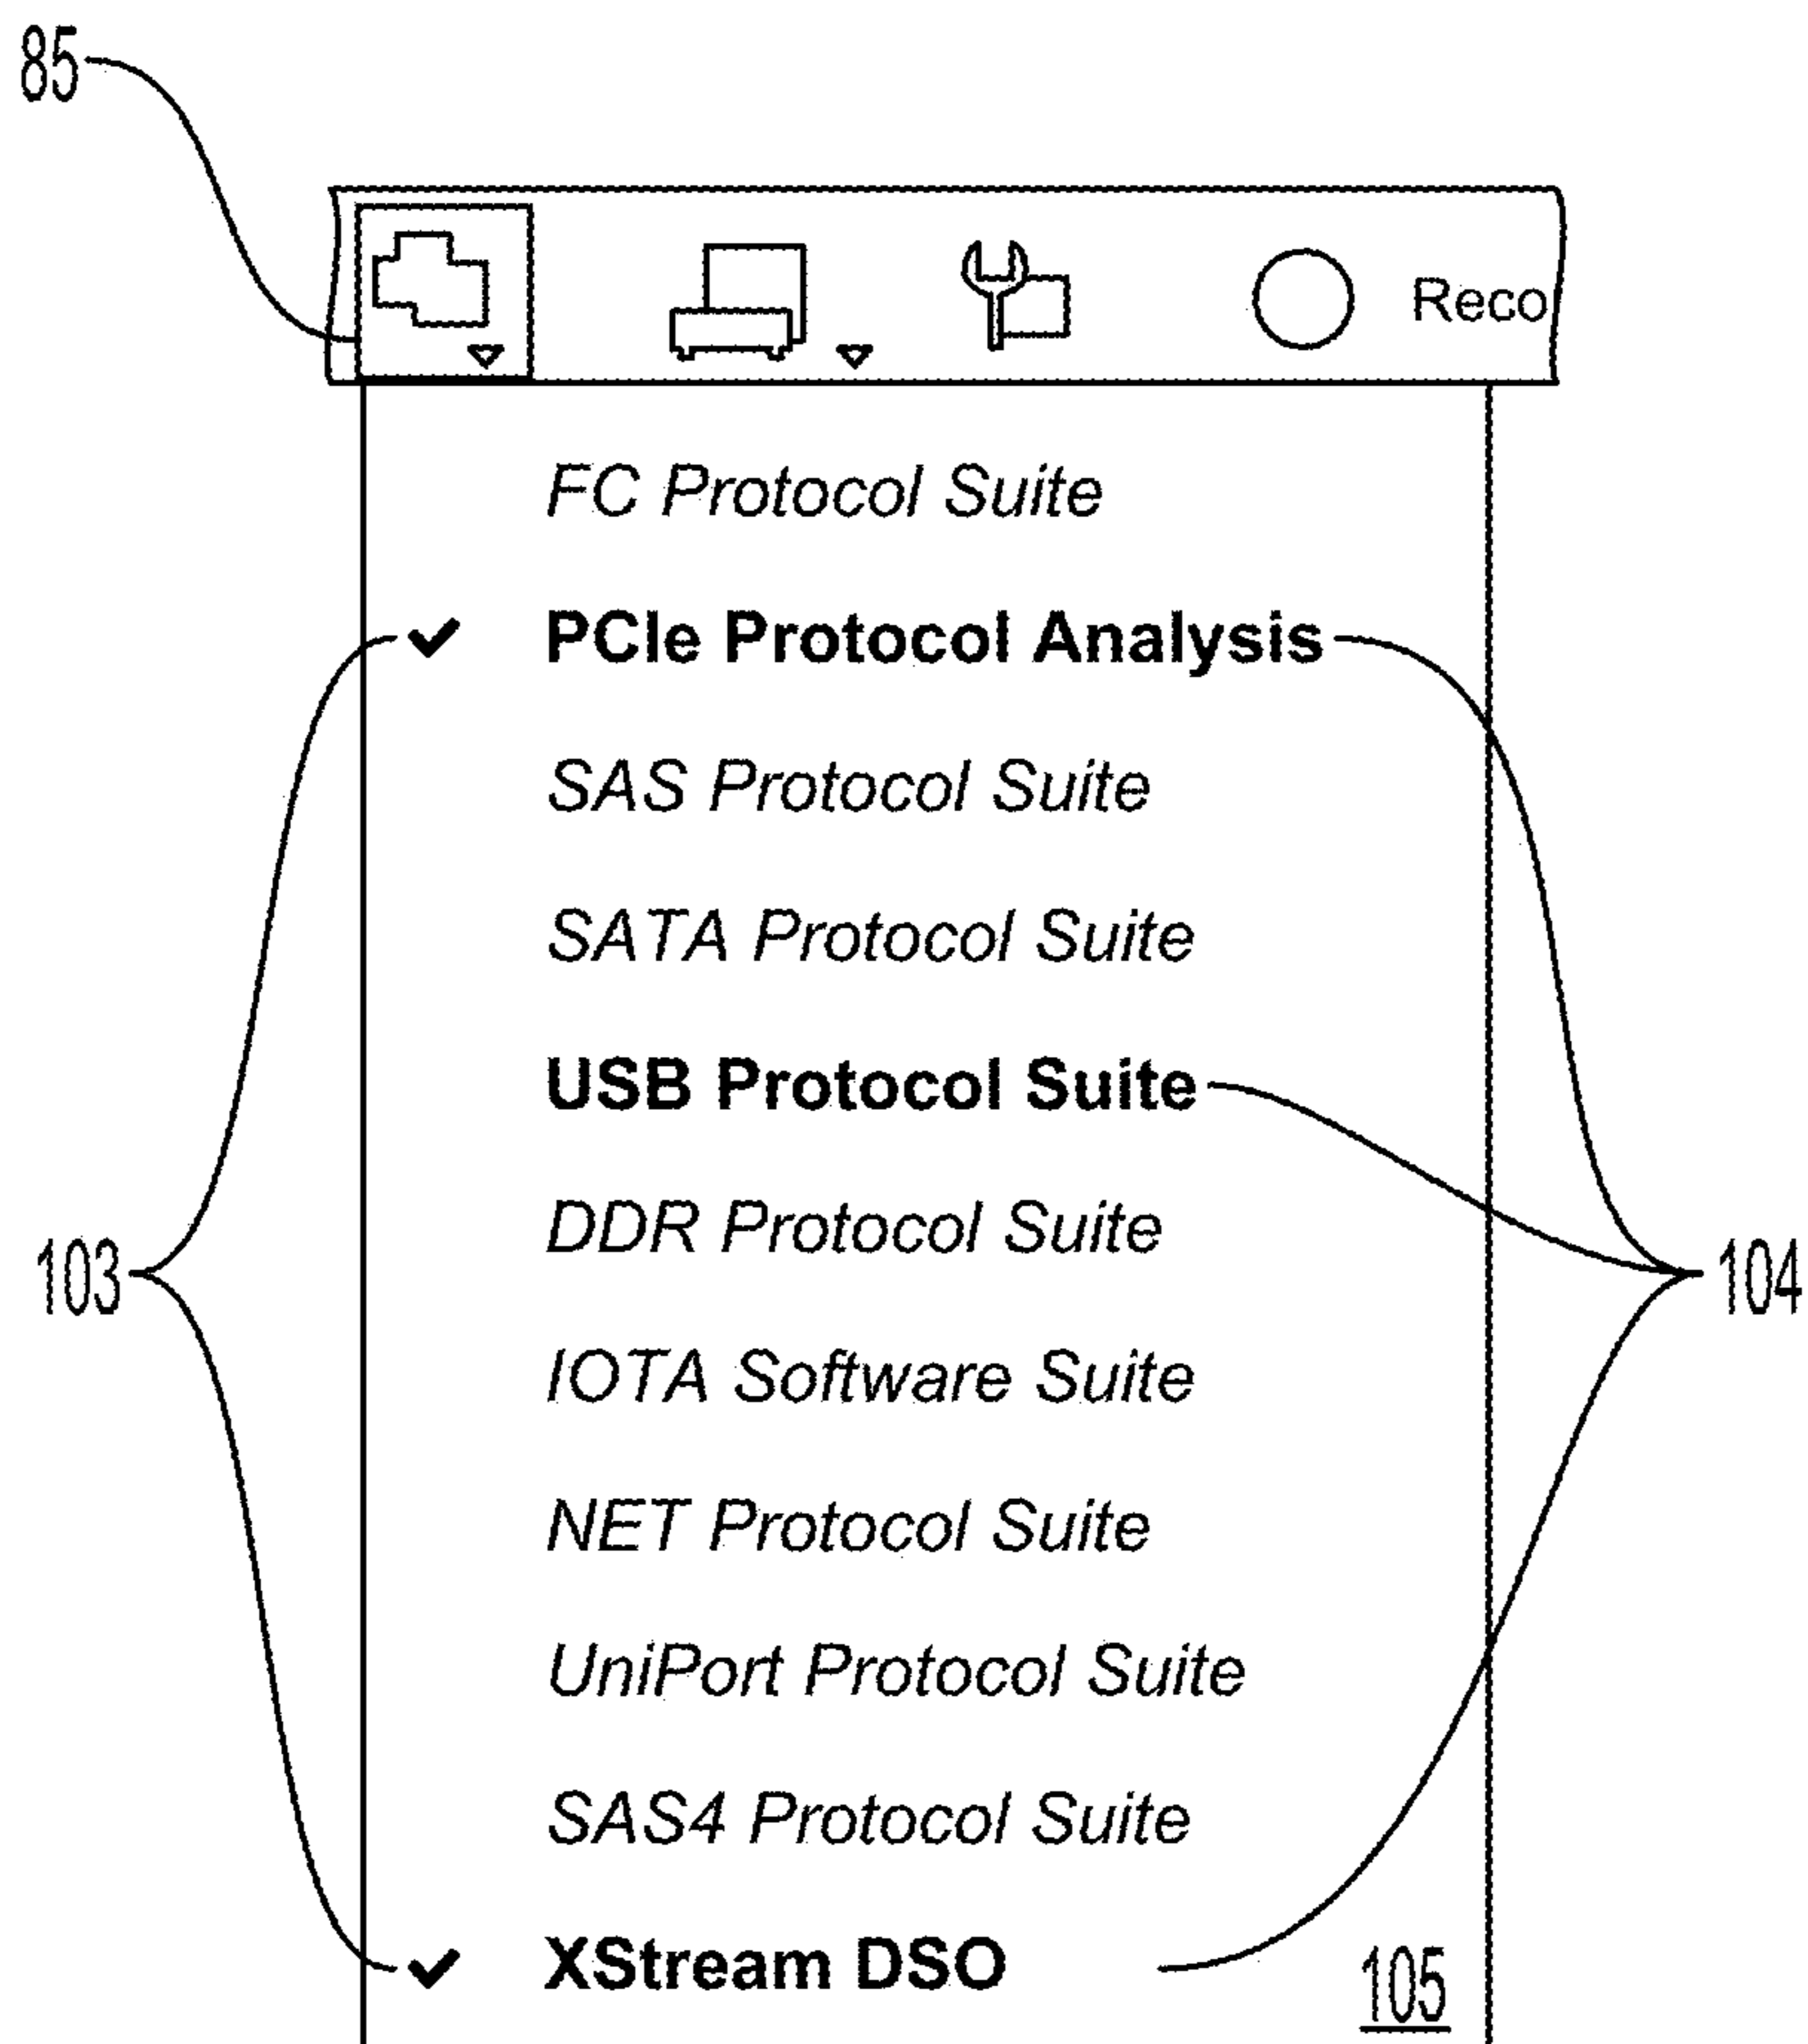 85
Reco
FC Protocol Suite
PCIe Protocol Analysis
SAS Protocol Suite
SATA Protocol Suite
USB Protocol Suite
DDR Protocol Suite
103
104
IOTA Software Suite
NET Protocol Suite
UniPort Protocol Suite
SAS4 Protocol Suite
XStream DSO
105